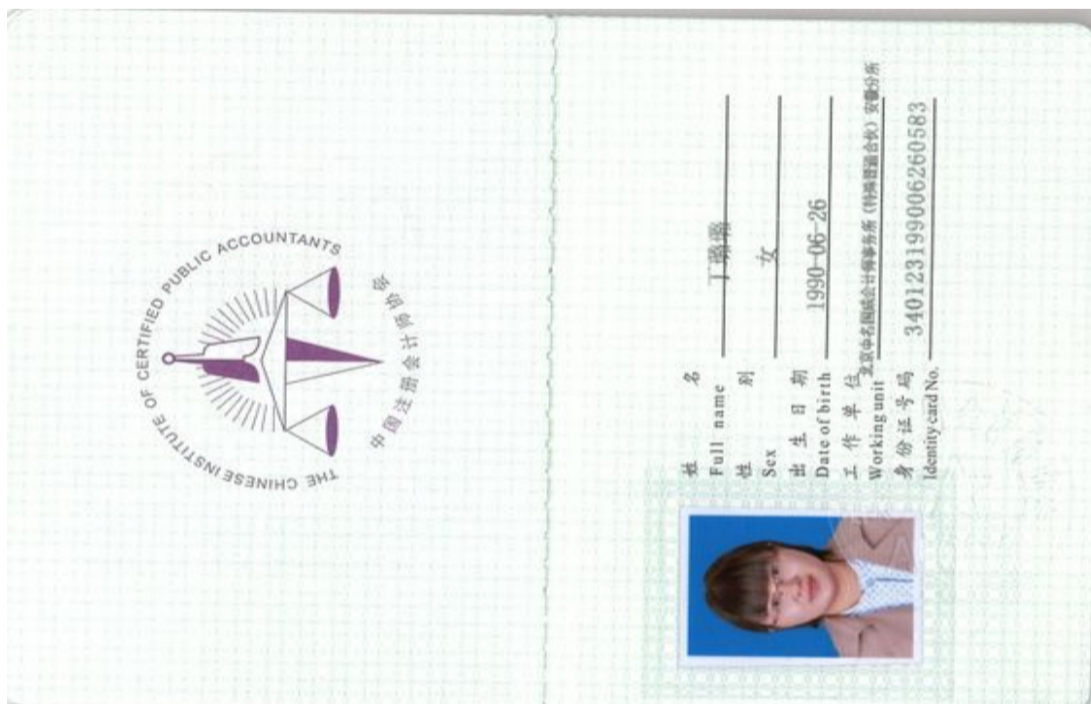 THE CHINESE INSTITUTE OF CERTIFIED PUBLIC ACCOUNTANTS
中国注册会计师协会
姓 名
Full name 丁璐璐
性 别
Sex 女
出 生 日 期
Date of birth 1990-06-26
工 作 单 位
Working unit 北京中名国成会计师事务所(特殊普通合伙)安徽分所
身份证号码
Identity card No. 340123199006260583